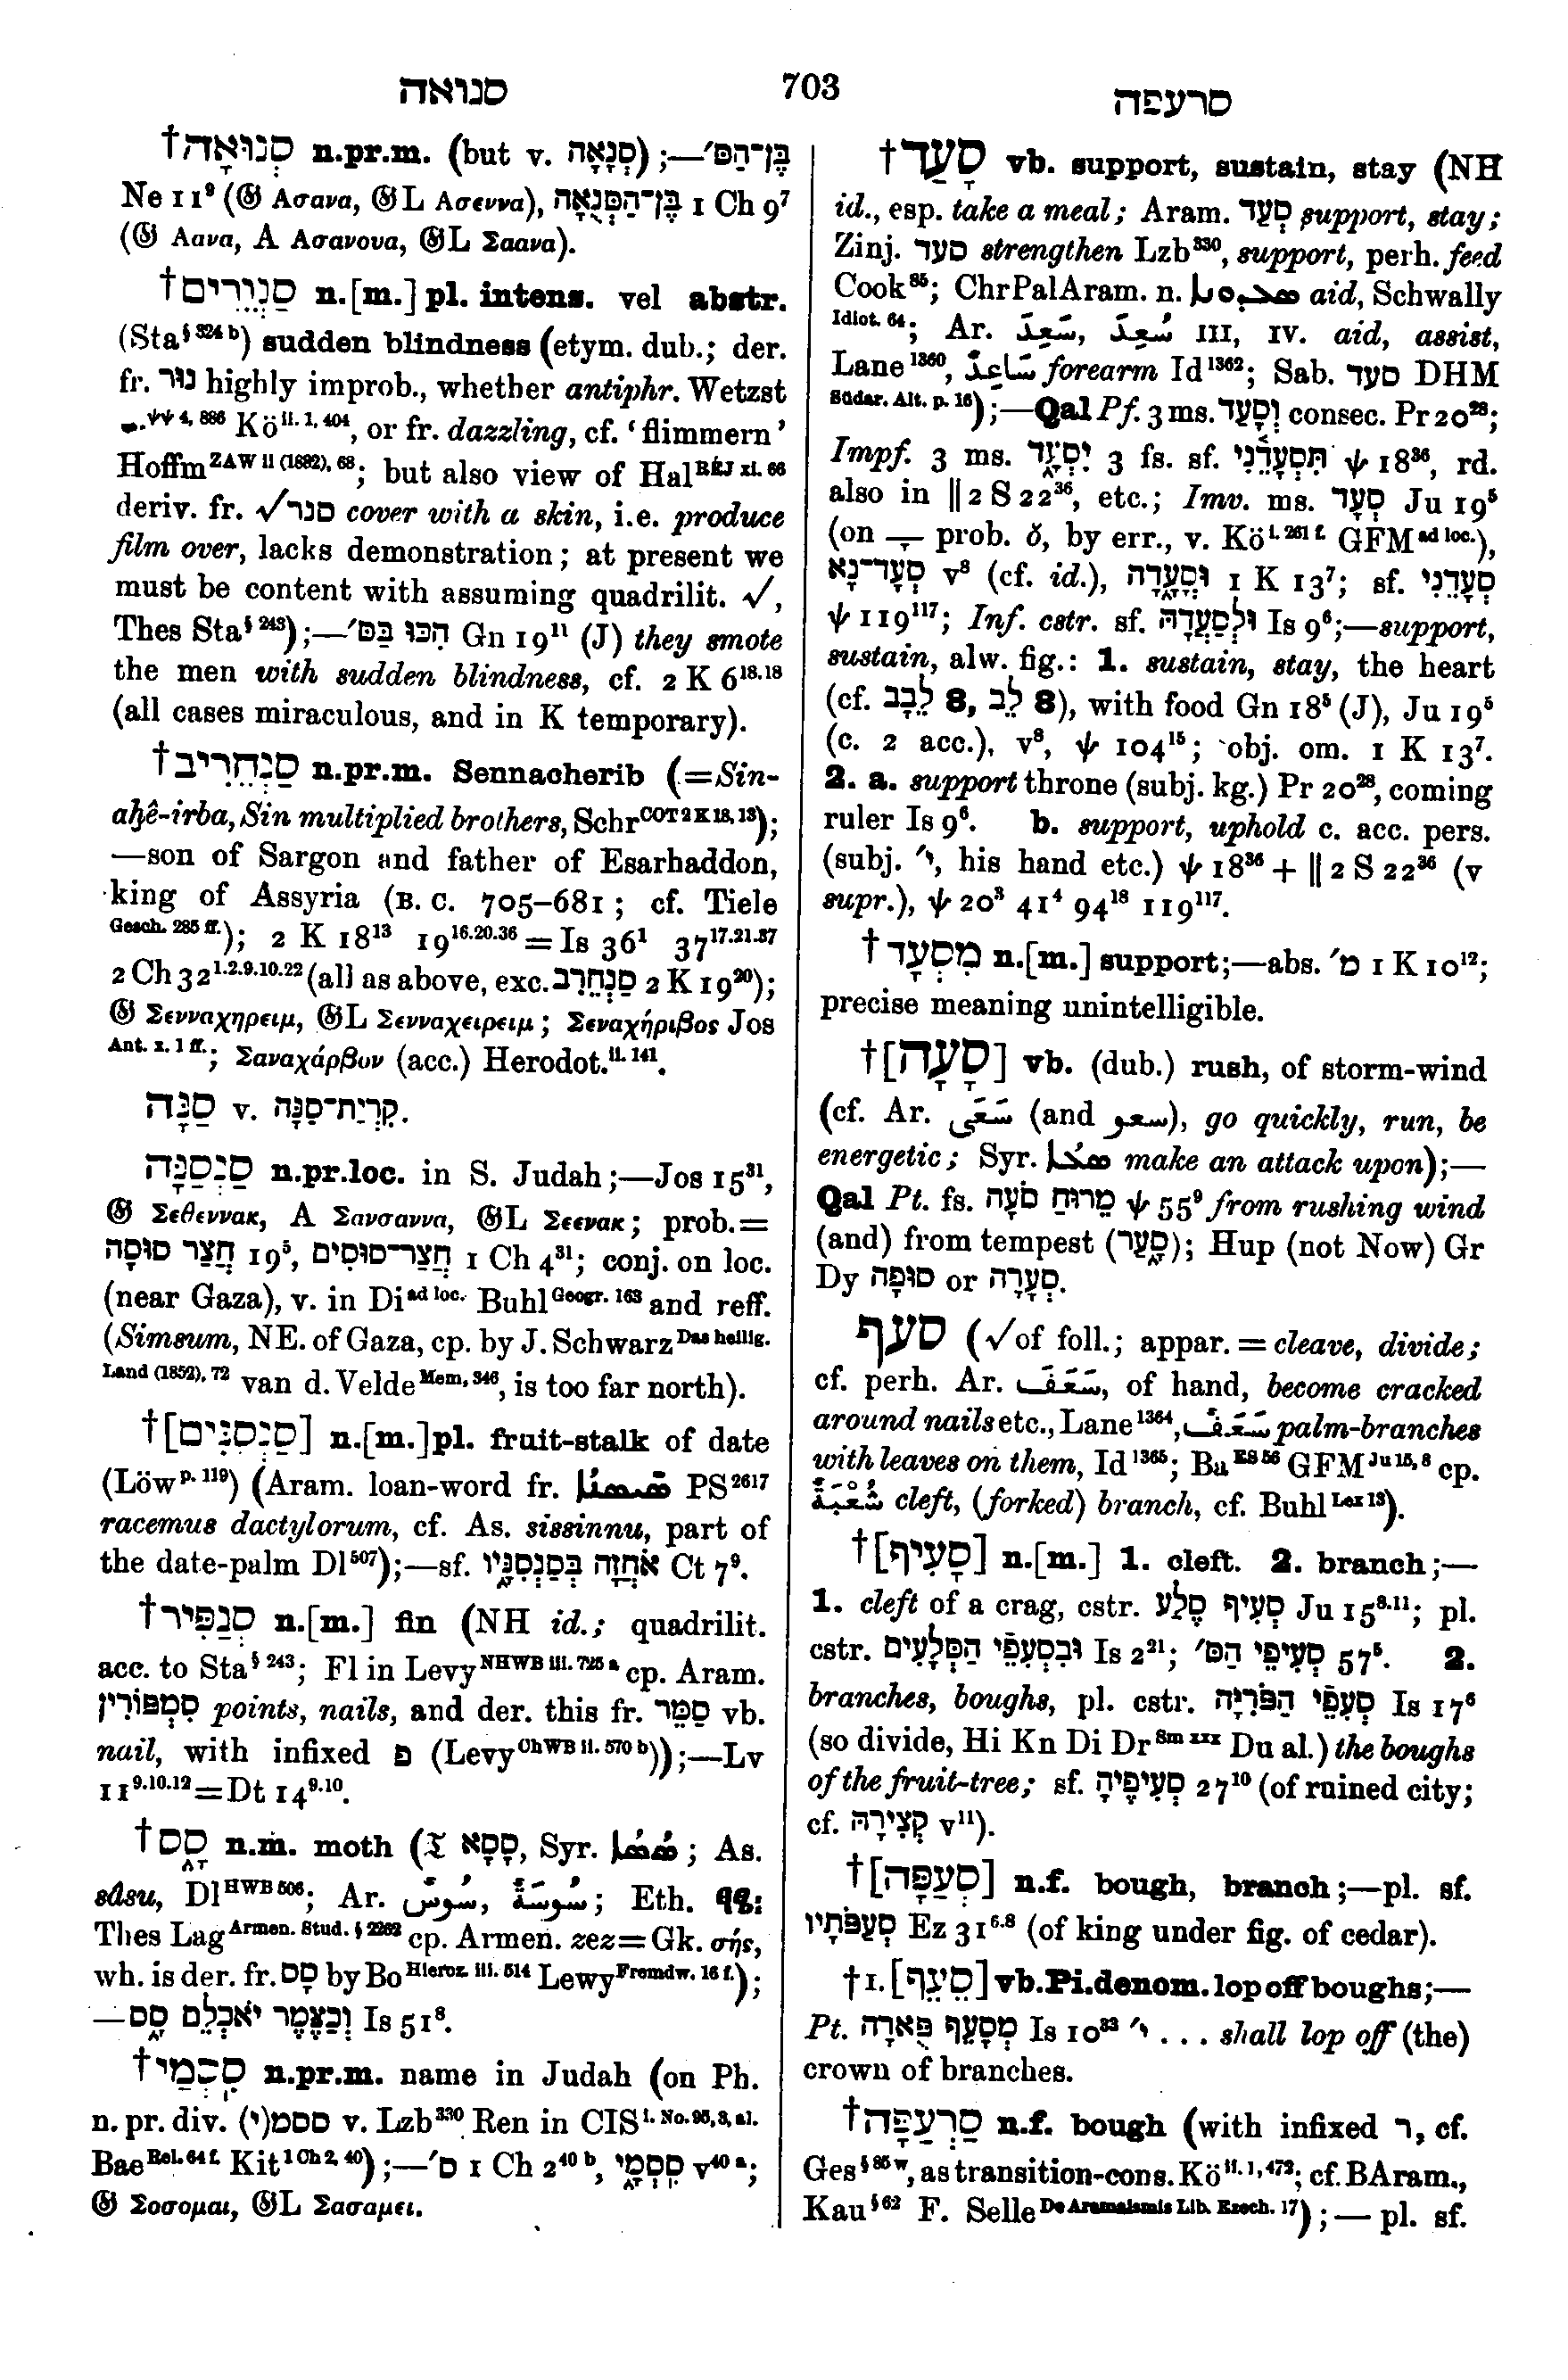 סנואה 703 סרעפה
†סְנוּאָה n.pr.m. (but v. סְנָאָה);—בֶּן־הַסּ׳
Ne 11⁹ (𝔊 Ασανα, 𝔊L Ασεννα), בֶּן־הַסְּנֻאָה 1 Ch 9⁷
(𝔊 Αανα, A Ασανουα, 𝔊L Σαανα).
†סַנְוֵרִים n.[m.] pl. intens. vel abstr.
(Sta§ 324 b) sudden blindness (etym. dub.; der.
fr. נור highly improb., whether antiphr. Wetzst
ψψ 4, 886 Kö ii. 1, 404, or fr. dazzling, cf. ‘flimmern’
Hoffm ZAW ii (1882), 68; but also view of Hal RÉJ xi. 66
deriv. fr. √סנר cover with a skin, i.e. produce
film over, lacks demonstration; at present we
must be content with assuming quadrilit. √,
Thes Sta§ 243);—הִכּוּ בַּסּ׳ Gn 19¹¹ (J) they smote
the men with sudden blindness, cf. 2 K 6¹⁸·¹⁸
(all cases miraculous, and in K temporary).
†סַנְחֵרִיב n.pr.m. Sennacherib (=Sin-
aḫê-irba, Sin multiplied brothers, Schr COT 2 K 18, 13);
—son of Sargon and father of Esarhaddon,
king of Assyria (B. C. 705–681; cf. Tiele
Gesch. 285 ff.); 2 K 18¹³ 19¹⁶·²⁰·³⁶ = Is 36¹ 37¹⁷·²¹·³⁷
2 Ch 32¹·²·⁹·¹⁰·²² (all as above, exc. סַנְחֵרִב 2 K 19²⁰);
𝔊 Σενναχηρειμ, 𝔊L Σενναχειρειμ; Σεναχήριβος Jos
Ant. x. 1 ff.; Σαναχάρβον (acc.) Herodot. ii. 141.
סַנָּה v. קִרְיַת־סַנָּה.
סַנְסַנָּה n.pr.loc. in S. Judah;—Jos 15³¹,
𝔊 Σεθεννακ, A Σανσαννα, 𝔊L Σεενακ; prob.=
חֲצַר סוּסָה 19⁵, חֲצַר־סוּסִים 1 Ch 4³¹; conj. on loc.
(near Gaza), v. in Di ad loc. Buhl Geogr. 163 and reff.
(Simsum, NE. of Gaza, cp. by J. Schwarz Das heilig.
Land (1852), 72 van d. Velde Mem, 346, is too far north).
†[סַנְסִנִּים] n.[m.]pl. fruit-stalk of date
(Löw p. 119) (Aram. loan-word fr. PS 2617
racemus dactylorum, cf. As. sissinnu, part of
the date-palm Dl 507);—sf. אֹחֲזָה בְּסַנְסִנָּיו Ct 7⁹.
†סְנַפִּיר n.[m.] fin (NH id.; quadrilit.
acc. to Sta§ 243; Fl in Levy NHWB iii. 725 a cp. Aram.
סִמְפּוֹרִין points, nails, and der. this fr. סַמֵּר vb.
nail, with infixed פ (Levy ChWB ii. 570 b));—Lv
11⁹·¹⁰·¹² = Dt 14⁹·¹⁰.
†סָס n.m. moth (𝔗 סָסָא, Syr. ܣܳܣܳܐ; As.
sâsu, Dl HWB 506; Ar. سُوسٌ, سُوسَةٌ; Eth. ቍቍ:
Thes Lag Armen. Stud. § 2262 cp. Armen. zez = Gk. σής,
wh. is der. fr. סָס by Bo Hieroz. iii. 514 Lewy Fremdw. 16 f.);
—וְכַצֶּמֶר יֹאכְלֵם סָס Is 51⁸.
†סִסְמַי n.pr.m. name in Judah (on Ph.
n. pr. div. ססמ(י) v. Lzb 330 Ren in CIS i. No. 95, 3, al.
Bae Rel. 64 f. Kit 1 Ch 2, 40);—ס׳ 1 Ch 2⁴⁰ ᵇ, סִסְמָי v⁴⁰ ᵃ;
𝔊 Σοσομαι, 𝔊L Σασαμει.
†סָעַד vb. support, sustain, stay (NH
id., esp. take a meal; Aram. סְעַד support, stay;
Zinj. סעד strengthen Lzb 330, support, perh. feed
Cook 85; ChrPalAram. n. aid, Schwally
Idiot. 64; Ar. سَعِدَ, سُعِدَ III, IV. aid, assist,
Lane 1360, سَاعِدٌ forearm Id 1362; Sab. סעד DHM
Südar. Alt. p. 16);—Qal Pf. 3 ms. וְסָעַד consec. Pr 20²⁸;
Impf. 3 ms. יִסְעָד 3 fs. sf. תִּסְעָדֵנִי ψ 18³⁶, rd.
also in || 2 S 22³⁶, etc.; Imv. ms. סְעָד Ju 19⁵
(on ָ prob. ŏ, by err., v. Kö i. 261 f. GFM ad loc.),
סְעָד־נָא v⁸ (cf. id.), וּסְעָדָה 1 K 13⁷; sf. סְעָדֵנִי
ψ 119¹¹⁷; Inf. cstr. sf. וּלְסַעֲדָהּ Is 9⁶;—support,
sustain, alw. fig.: 1. sustain, stay, the heart
(cf. לֵבָב 8, לֵב 8), with food Gn 18⁵ (J), Ju 19⁵
(c. 2 acc.), v⁸, ψ 104¹⁵; obj. om. 1 K 13⁷.
2. a. support throne (subj. kg.) Pr 20²⁸, coming
ruler Is 9⁶. b. support, uphold c. acc. pers.
(subj. י׳, his hand etc.) ψ 18³⁶ + || 2 S 22³⁶ (v
supr.), ψ 20³ 41⁴ 94¹⁸ 119¹¹⁷.
†מִסְעָד n.[m.] support;—abs. מ׳ 1 K 10¹²;
precise meaning unintelligible.
†[סָעָה] vb. (dub.) rush, of storm-wind
(cf. Ar. سَعَى (and سعو), go quickly, run, be
energetic; Syr. make an attack upon);—
Qal Pt. fs. מֵרוּחַ סֹעָה ψ 55⁹ from rushing wind
(and) from tempest (סָעַר); Hup (not Now) Gr
Dy סוּפָה or סְעָרָה.
סעף (√of foll.; appar. = cleave, divide;
cf. perh. Ar. سَعَفَ, of hand, become cracked
around nails etc., Lane 1364, سَعَفٌ palm-branches
with leaves on them, Id 1365; Ba ES 56 GFM Ju 15, 8 cp.
شُعْبَةٌ cleft, (forked) branch, cf. Buhl Lex 13).
†[סָעִיף] n.[m.] 1. cleft. 2. branch;—
1. cleft of a crag, cstr. סְעִיף סֶלַע Ju 15⁸·¹¹; pl.
cstr. וּבִסְעִפֵי הַסְּלָעִים Is 2²¹; סְעִיפֵי הַסּ׳ 57⁵. 2.
branches, boughs, pl. cstr. סְעִפֵי הַפֹּרִיָּה Is 17⁶
(so divide, Hi Kn Di Dr Sm xxx Du al.) the boughs
of the fruit-tree; sf. סְעִיפֶיהָ 27¹⁰ (of ruined city;
cf. קְצִירָהּ v¹¹).
†[סְעַפָּה] n.f. bough, branch;—pl. sf.
סְעַפֹּתָיו Ez 31⁶·⁸ (of king under fig. of cedar).
†I. [סֵעֵף] vb.Pi.denom. lop off boughs;—
Pt. מְסָעֵף פֻּארָה Is 10³³ י׳ . . . shall lop off (the)
crown of branches.
†סַרְעַפָּה n.f. bough (with infixed ר, cf.
Ges § 85 w, as transition-cons. Kö ii. 1, 473; cf. BAram.,
Kau § 62 F. Selle De Aramaismis Lib. Ezech. 17);—pl. sf.